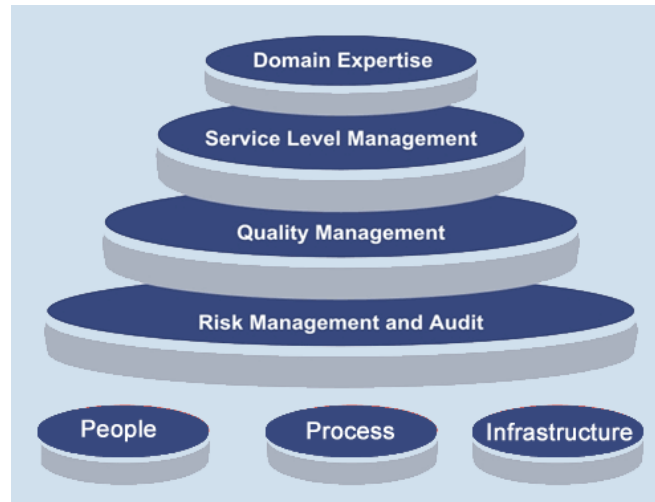 Domain Expertise
Service Level Management
Quality Management
Risk Management and Audit
People
Process
Infrastructure